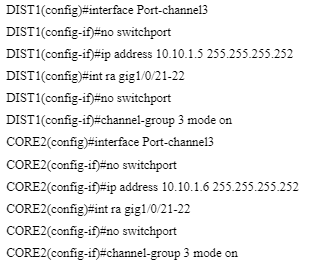 DIST1(config)#interface Port-channel3
DIST1(config-if)#no switchport
DIST1(config-if)#ip address 10.10.1.5 255.255.255.252
DIST1(config)#int ra gig1/0/21-22
DIST1(config-if)#no switchport
DIST1(config-if)#channel-group 3 mode on
CORE2(config)#interface Port-channel3
CORE2(config-if)#no switchport
CORE2(config-if)#ip address 10.10.1.6 255.255.255.252
CORE2(config)#int ra gig1/0/21-22
CORE2(config-if)#no switchport
CORE2(config-if)#channel-group 3 mode on